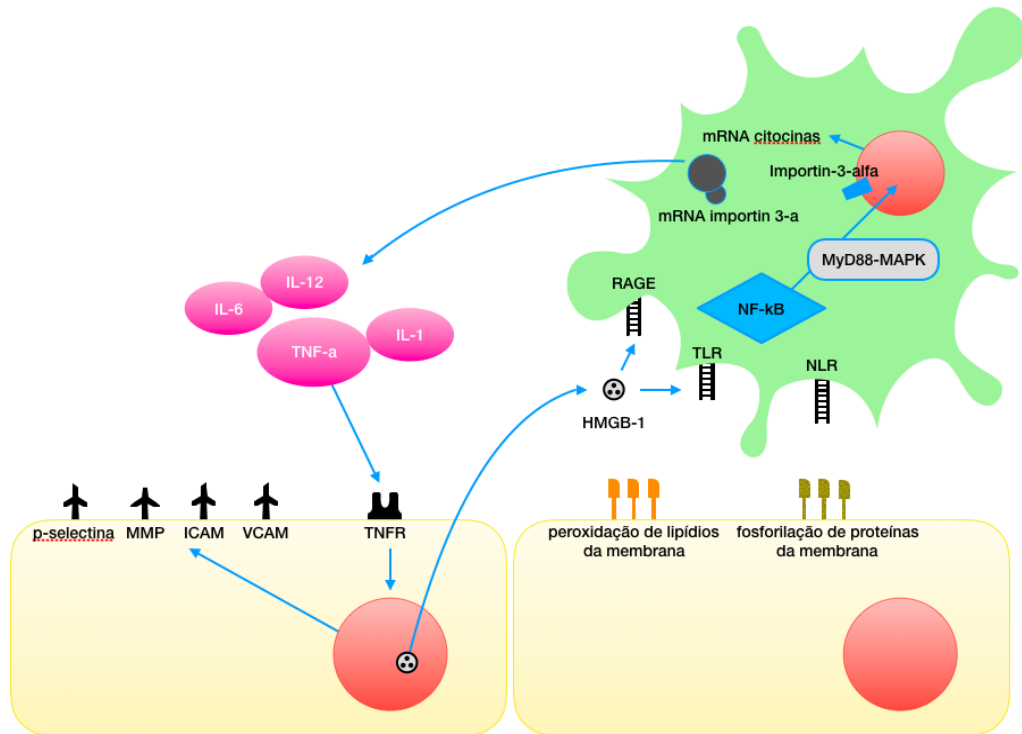 mRNA citocinas
Importin-3-alfa
mRNA importin 3-a
MyD88-MAPK
IL-12
RAGE
IL-6
NF-kB
IL-1
TNF-a
TLR
NLR
HMGB-1
p-selectina
MMP
ICAM
VCAM
TNFR
peroxidação de lipídios
da membrana
fosforilação de proteínas
da membrana